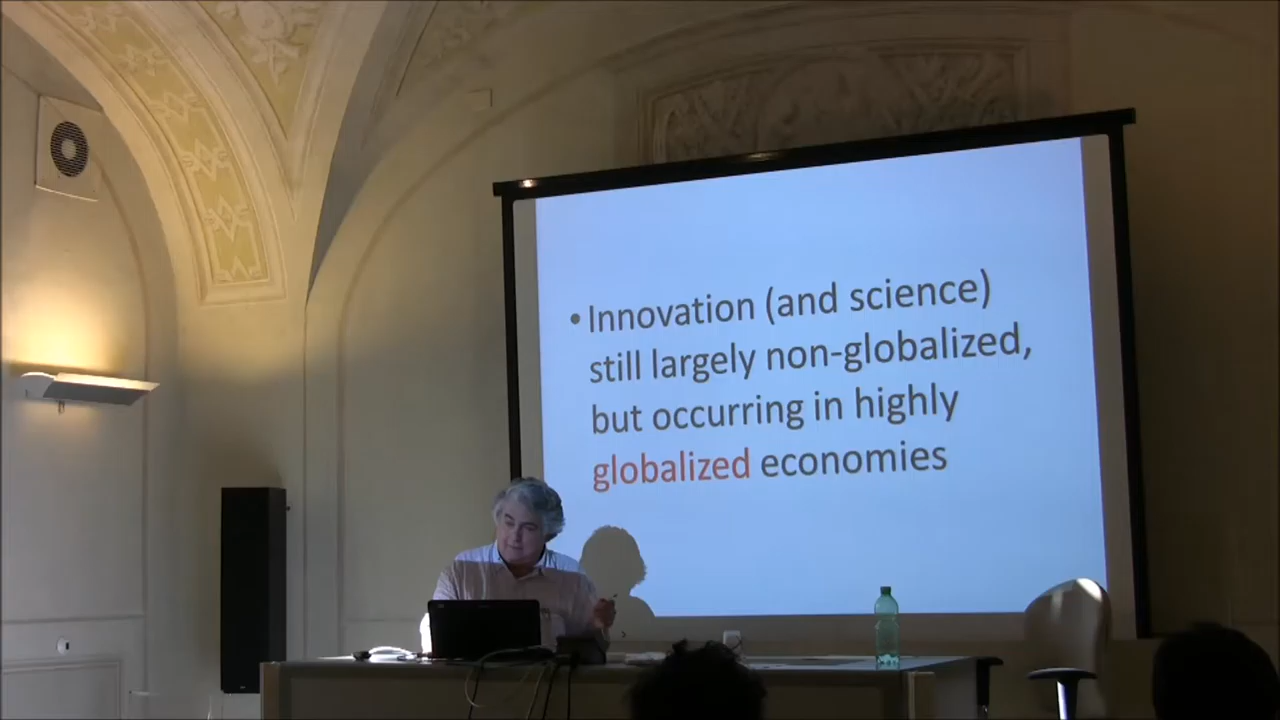 • Innovation (and science)
still largely non-globalized,
but occurring in highly
globalized economies